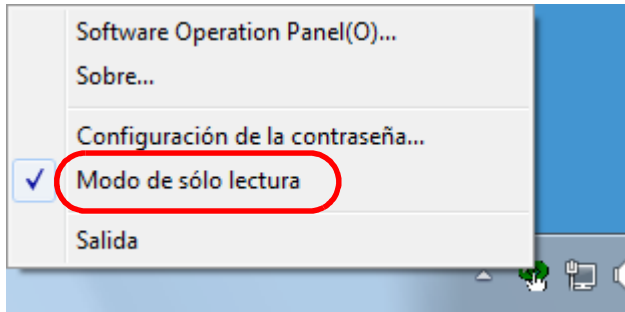 Software Operation Panel(O)...
Sobre...
Configuración de la contraseña...
Modo de sólo lectura
Salida